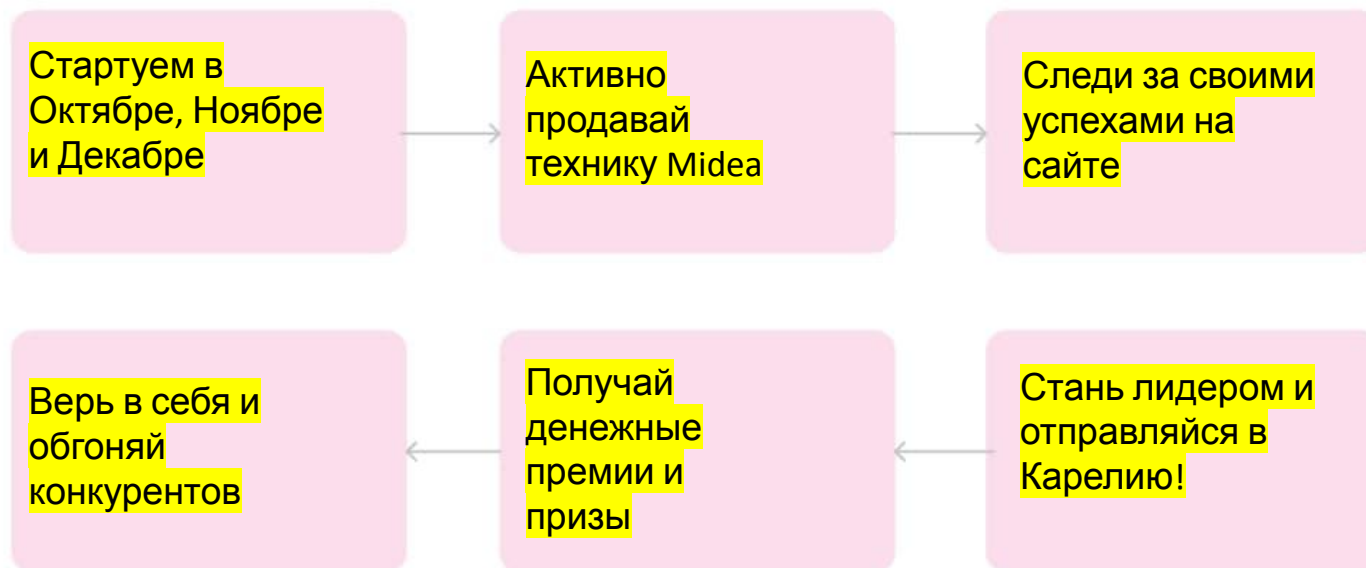 Стартуем в
Октябре, Ноябре
и Декабре
Активно
продавай
технику Midea
Следи за своими
успехами на
сайте
Верь в себя и
обгоняй
конкурентов
Получай
денежные
премии и
призы
Стань лидером и
отправляйся в
Карелию!